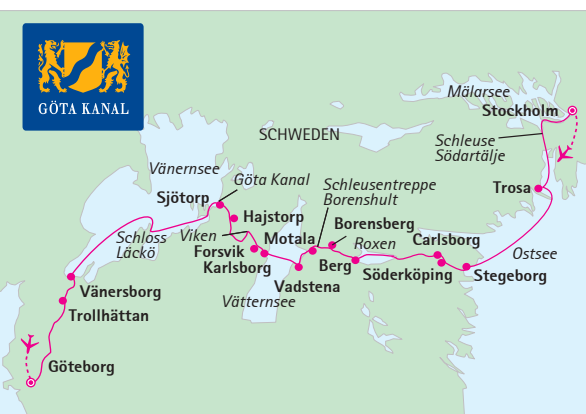 GÖTA KANAL
Mälarsee
Stockholm
SCHWEDEN
Schleuse
Södartälje
Vänernsee
Göta Kanal
Schleusentreppe
Borenshult
Trosa
Sjötorp
Hajstorp
Borensberg
Viken
Motala
Roxen
Carlsborg
Schloss
Läckö
Forsvik
Karlsborg
Berg
Söderköping
Ostsee
Stegeborg
Vadstena
Vänersborg
Vätternsee
Trollhättan
Göteborg